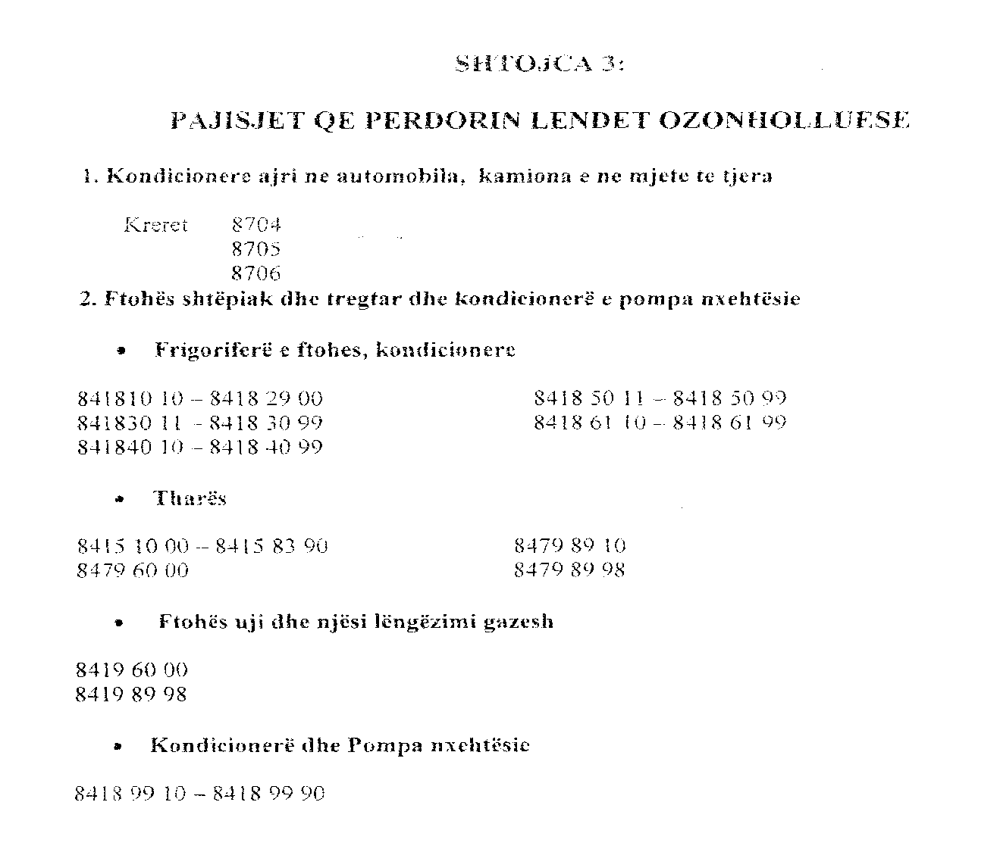 SHTOJCA 3:
PAJISJET QE PERDORIN LENDET OZONHOLLUESE
1. Kondicionere ajri ne automobila, kamiona e ne mjete te tjera
Kreret 8704
8705
8706
2. Ftohës shtëpiak dhe tregtar dhe kondicionerë e pompa nxehtësie
• Frigoriferë e ftohes, kondicionere
841810 10 – 8418 29 00 8418 50 11 – 8418 50 99
841830 11 – 8418 30 99 8418 61 10 – 8418 61 99
841840 10 – 8418 40 99
• Tharës
8415 10 00 – 8415 83 90 8479 89 10
8479 60 00 8479 89 98
• Ftohës uji dhe njësi lëngëzimi gazesh
8419 60 00
8419 89 98
• Kondicionerë dhe Pompa nxehtësie
8418 99 10 – 8418 99 90